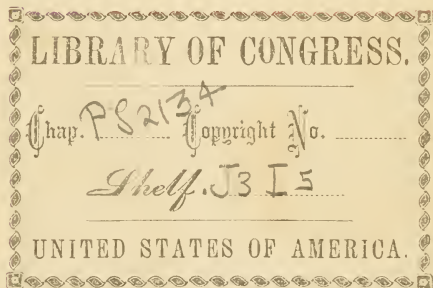 LIBRARY OF CONGRESS.
Chap. PS2134 Copyright No.
Shelf. J3 I5
UNITED STATES OF AMERICA.